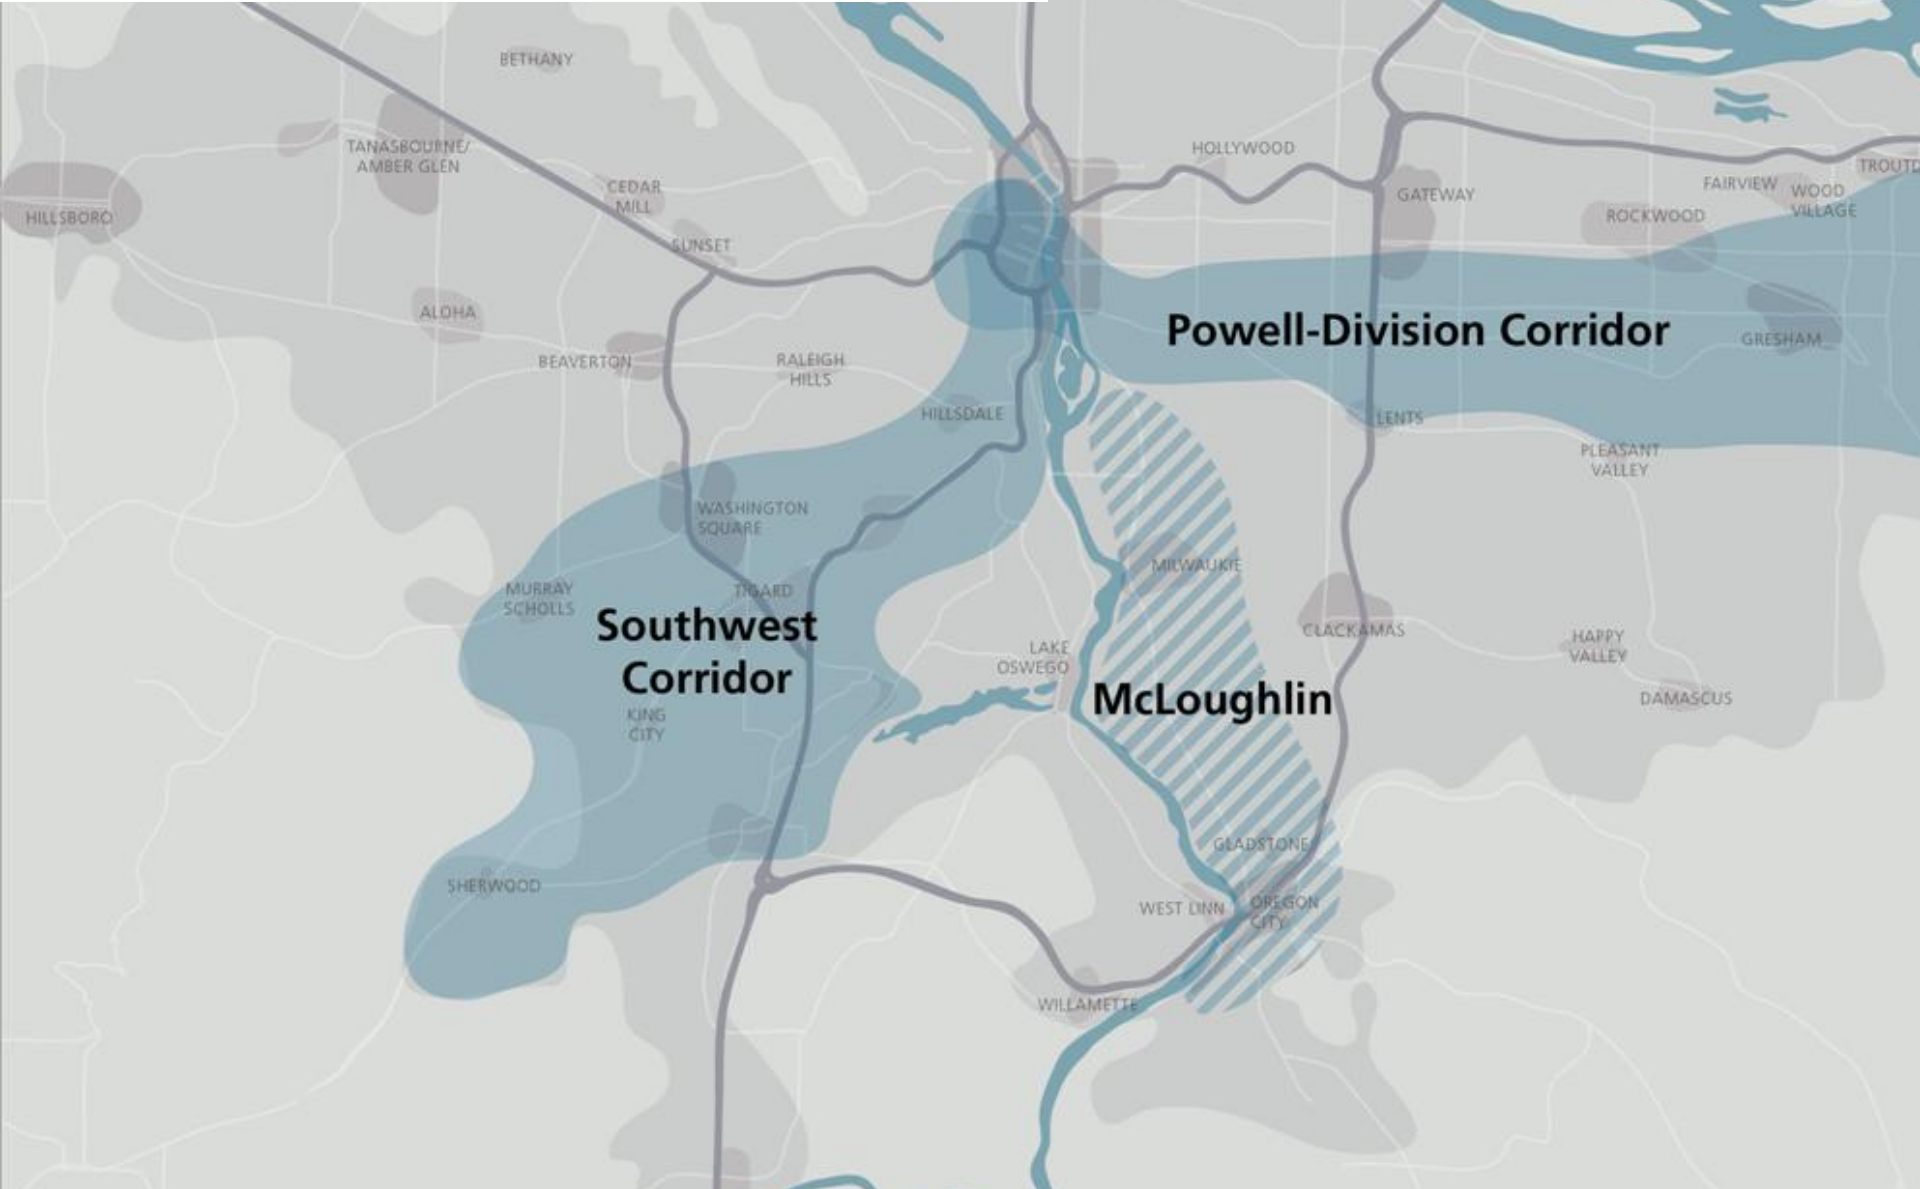 BETHANY
TANASBOURNE/
AMBER GLEN
HOLLYWOOD
CEDAR
MILL
HILLSBORO
SUNSET
GATEWAY
FAIRVIEW
WOOD
VILLAGE
TROUTD
ROCKWOOD
ALOHA
BEAVERTON
RALEIGH
HILLS
Powell-Division Corridor
GRESHAM
HILLSDALE
LENTS
PLEASANT
VALLEY
WASHINGTON
SQUARE
MILWAUKIE
MURRAY
SCHOLLS
TIGARD
Southwest
Corridor
LAKE
OSWEGO
CLACKAMAS
HAPPY
VALLEY
DAMASCUS
McLoughlin
KING
CITY
GLADSTONE
SHERWOOD
WEST LINN
OREGON
CITY
WILLAMETTE